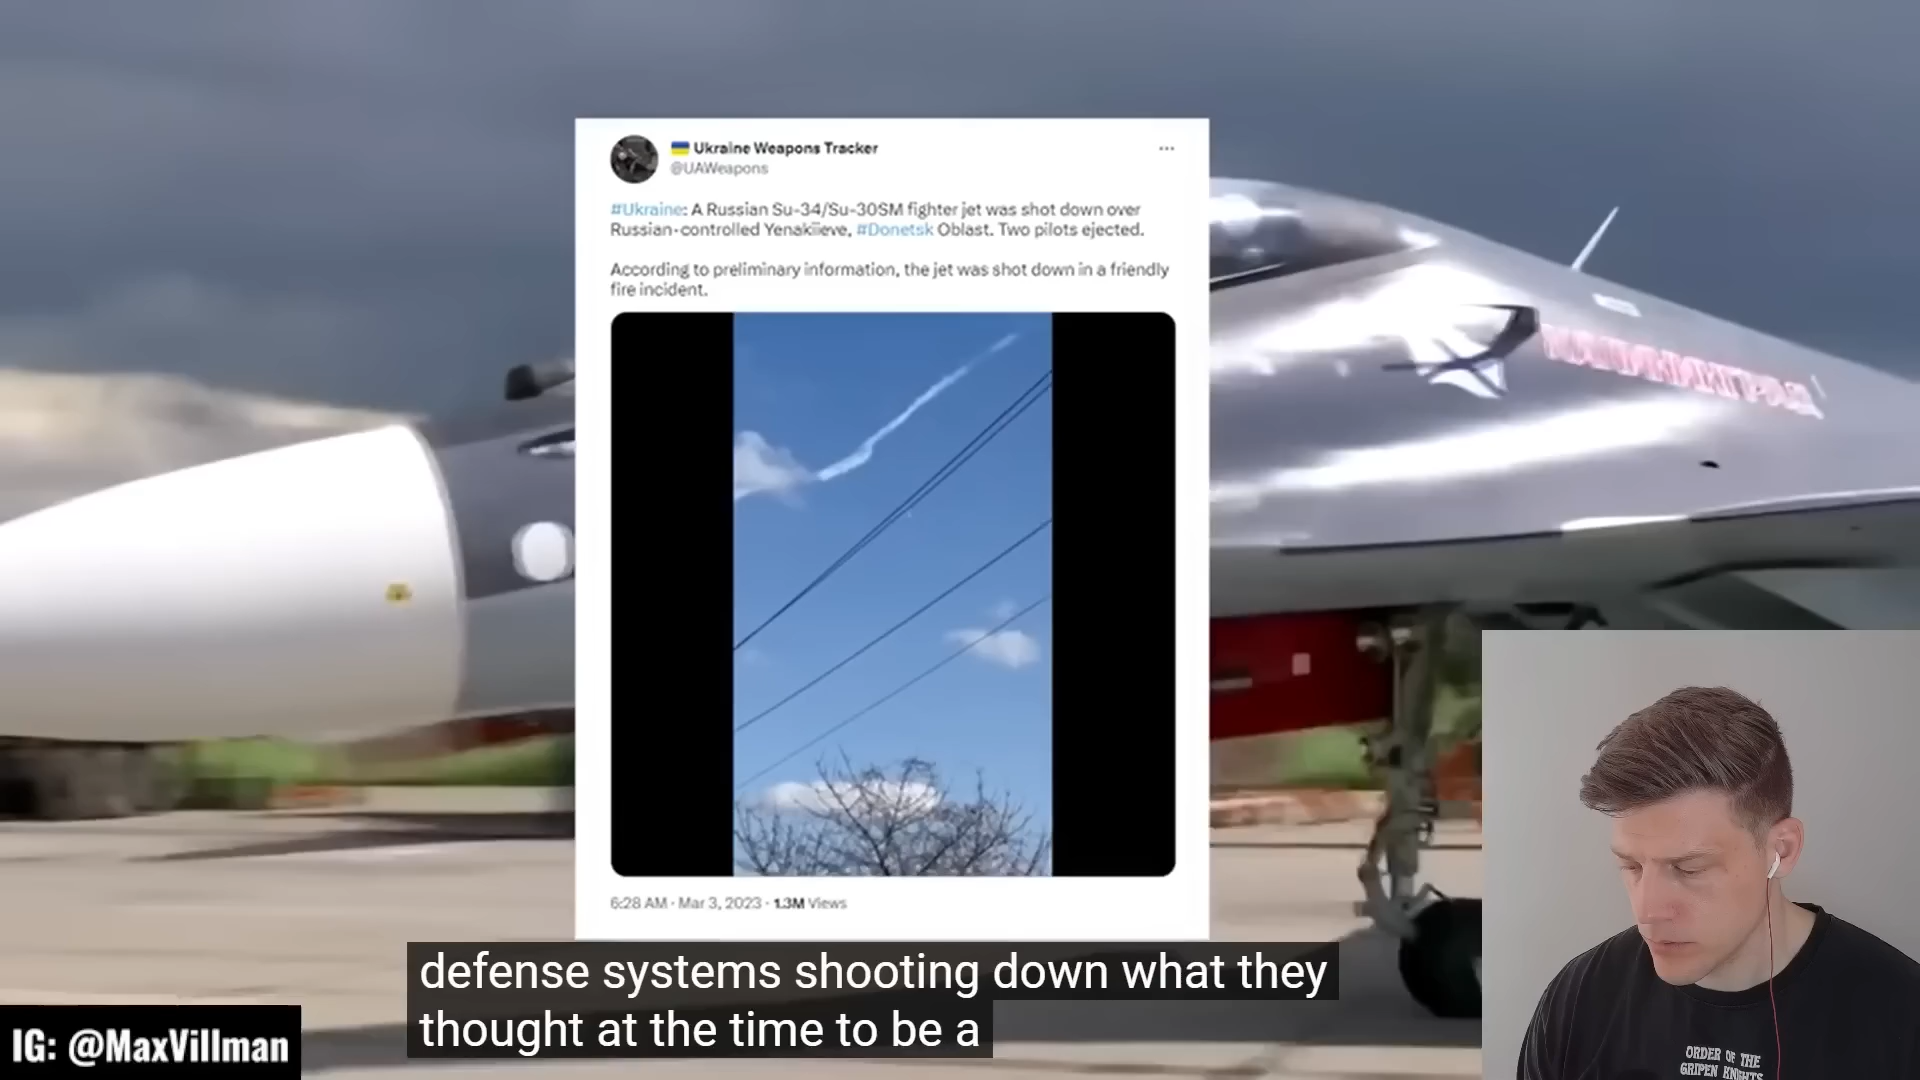 Ukraine Weapons Tracker
@UAWeapons
#Ukraine: A Russian Su-34/Su-30SM fighter jet was shot down over
Russian-controlled Yenakiieve, #Donetsk Oblast. Two pilots ejected.
According to preliminary information, the jet was shot down in a friendly
fire incident.
6:28 AM · Mar 3, 2023 · 1.3M Views
defense systems shooting down what they
thought at the time to be a
IG: @MaxVillman
ORDER OF THE
GRIPEN KNIGHTS